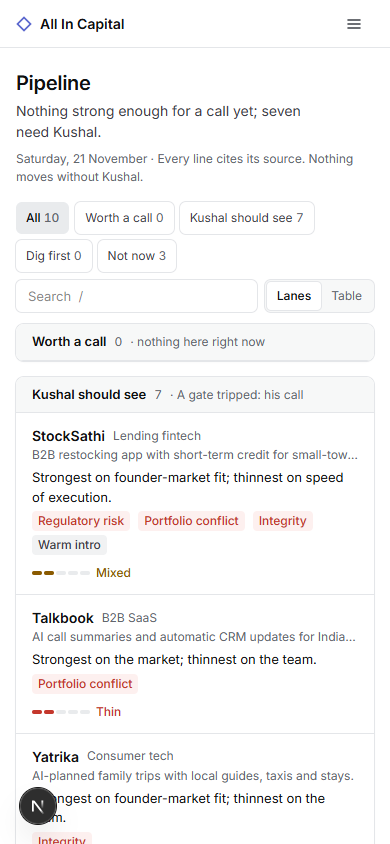 All In Capital
Pipeline
Nothing strong enough for a call yet; seven
need Kushal.
Saturday, 21 November · Every line cites its source. Nothing
moves without Kushal.
All 10
Worth a call 0
Kushal should see 7
Dig first 0
Not now 3
Search /
Lanes
Table
Worth a call 0 · nothing here right now
Kushal should see 7 · A gate tripped: his call
StockSathi Lending fintech
B2B restocking app with short-term credit for small-tow...
Strongest on founder-market fit; thinnest on speed
of execution.
Regulatory risk
Portfolio conflict
Integrity
Warm intro
Mixed
Talkbook B2B SaaS
AI call summaries and automatic CRM updates for India...
Strongest on the market; thinnest on the team.
Portfolio conflict
Thin
Yatrika Consumer tech
AI-planned family trips with local guides, taxis and stays.
on founder-market fit; thinnest on the
N
Integrity